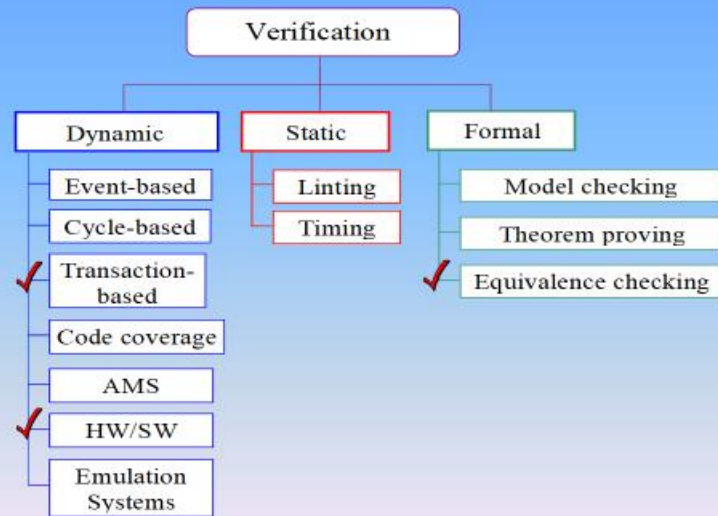 Verification
Dynamic
Static
Formal
Event-based
Cycle-based
Transaction-
based
Code coverage
AMS
HW/SW
Emulation
Systems
Linting
Timing
Model checking
Theorem proving
Equivalence checking